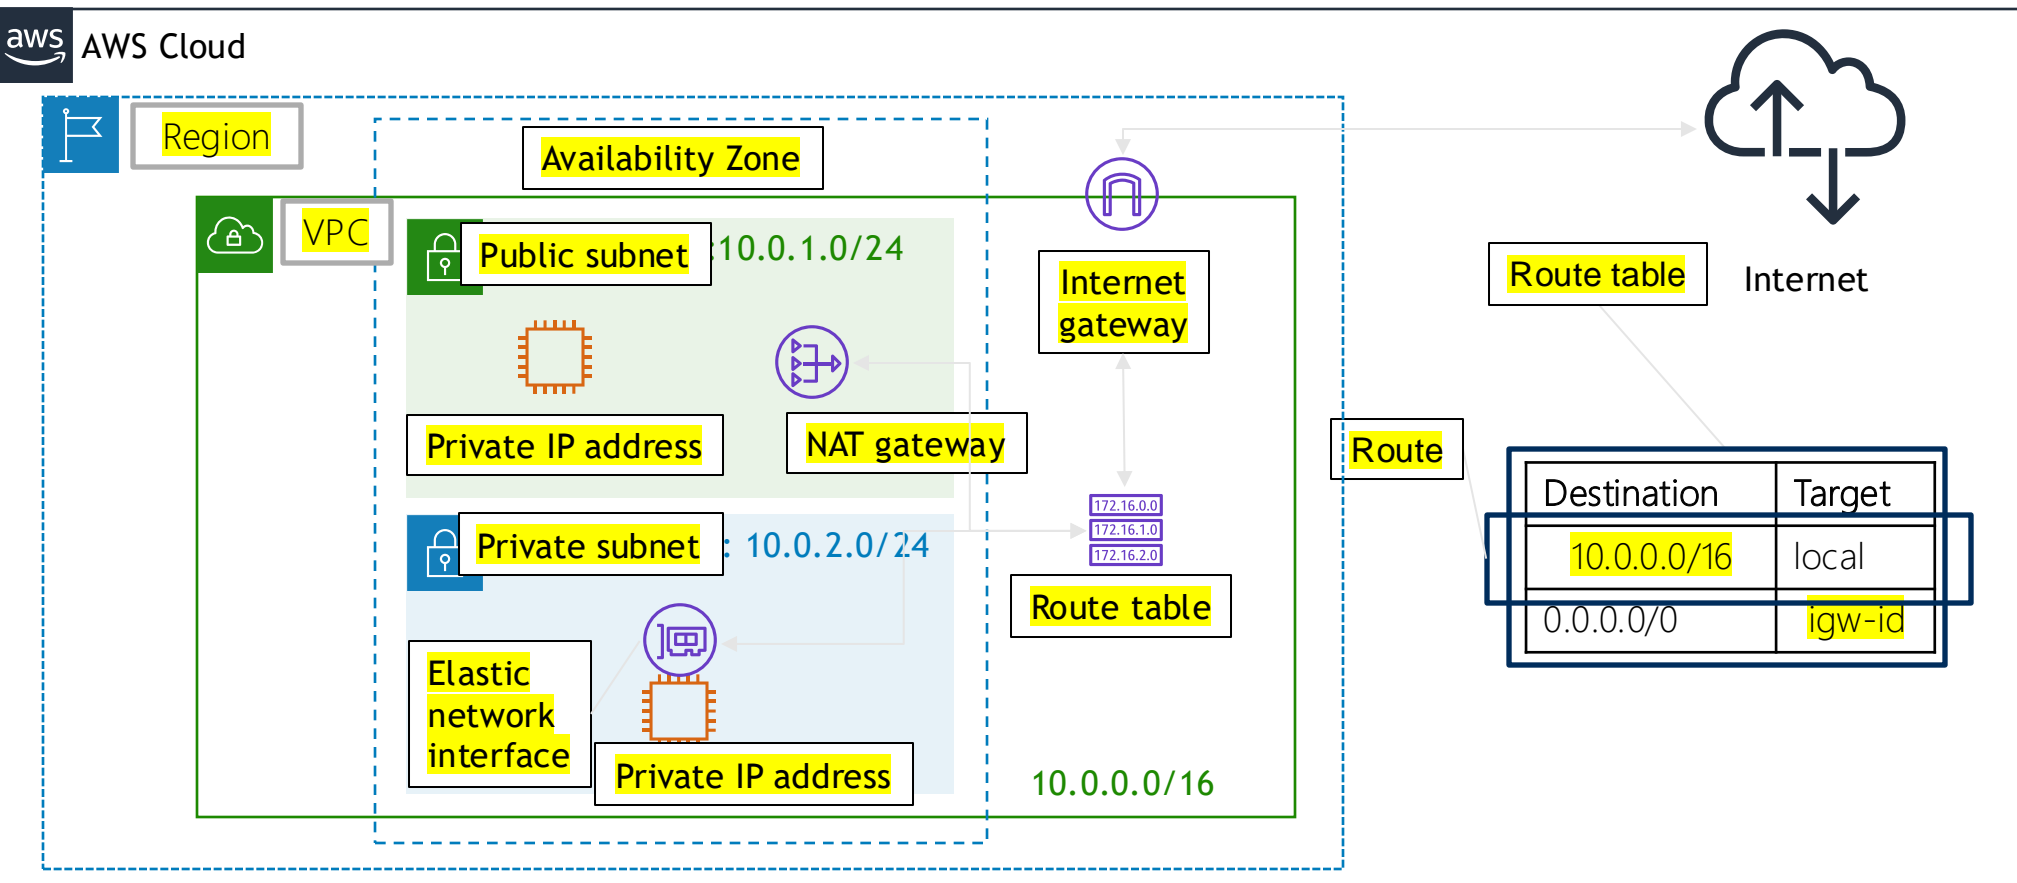 aws
AWS Cloud
Region
Availability Zone
VPC
Public subnet :10.0.1.0/24
Internet
gateway
Route table
Internet
Private IP address
NAT gateway
Route
Destination Target
10.0.0.0/16 local
0.0.0.0/0 igw-id
172.16.0.0
172.16.1.0
172.16.2.0
Route table
Private subnet : 10.0.2.0/24
Elastic
network
interface
Private IP address
10.0.0.0/16